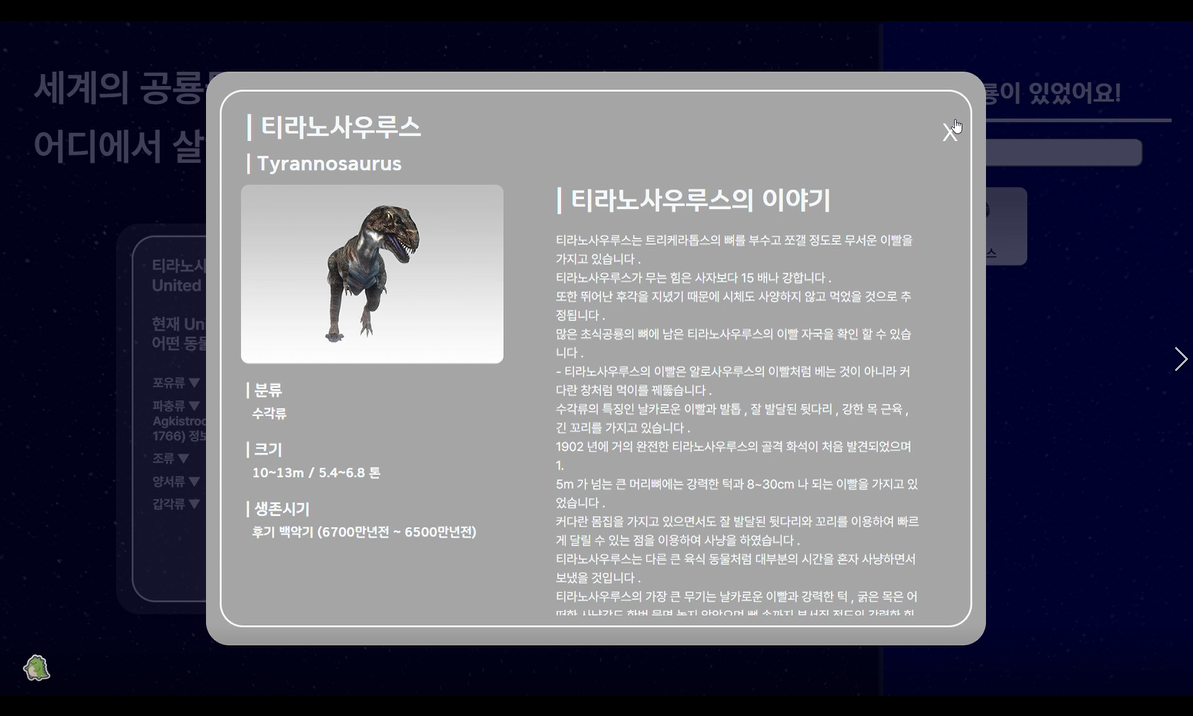 세계의 공룡
어디에서 살
룡이 있었어요!
티라노사우루스
Tyrannosaurus
X
티라노사우루스의 이야기
티라노사우루스는 트리케라톱스의 뼈를 부수고 쪼갤 정도로 무서운 이빨을
가지고 있습니다 .
티라노사우루스가 무는 힘은 사자보다 15 배나 강합니다 .
또한 뛰어난 후각을 지녔기 때문에 시체도 사양하지 않고 먹었을 것으로 추
정됩니다 .
많은 초식공룡의 뼈에 남은 티라노사우루스의 이빨 자국을 확인 할 수 있습
니다 .
- 티라노사우루스의 이빨은 알로사우루스의 이빨처럼 베는 것이 아니라 커
다란 창처럼 먹이를 꿰뚫습니다 .
수각류의 특징인 날카로운 이빨과 발톱 , 잘 발달된 뒷다리 , 강한 목 근육 ,
긴 꼬리를 가지고 있습니다 .
1902 년에 거의 완전한 티라노사우루스의 골격 화석이 처음 발견되었으며
1.
5m 가 넘는 큰 머리뼈에는 강력한 턱과 8~30cm 나 되는 이빨을 가지고 있
었습니다 .
커다란 몸집을 가지고 있으면서도 잘 발달된 뒷다리와 꼬리를 이용하여 빠르
게 달릴 수 있는 점을 이용하여 사냥을 하였습니다 .
티라노사우루스는 다른 큰 육식 동물처럼 대부분의 시간을 혼자 사냥하면서
보냈을 것입니다 .
티라노사우루스의 가장 큰 무기는 날카로운 이빨과 강력한 턱 , 굵은 목은 어
분류
수각류
크기
10~13m / 5.4~6.8 톤
생존시기
후기 백악기 (6700만년전 ~ 6500만년전)
티라노사
United
현재 Un
어떤 동물
포유류 ▼
파충류 ▼
Agkistroc
1766) 정보
조류 ▼
양서류 ▼
갑각류 ▼
스